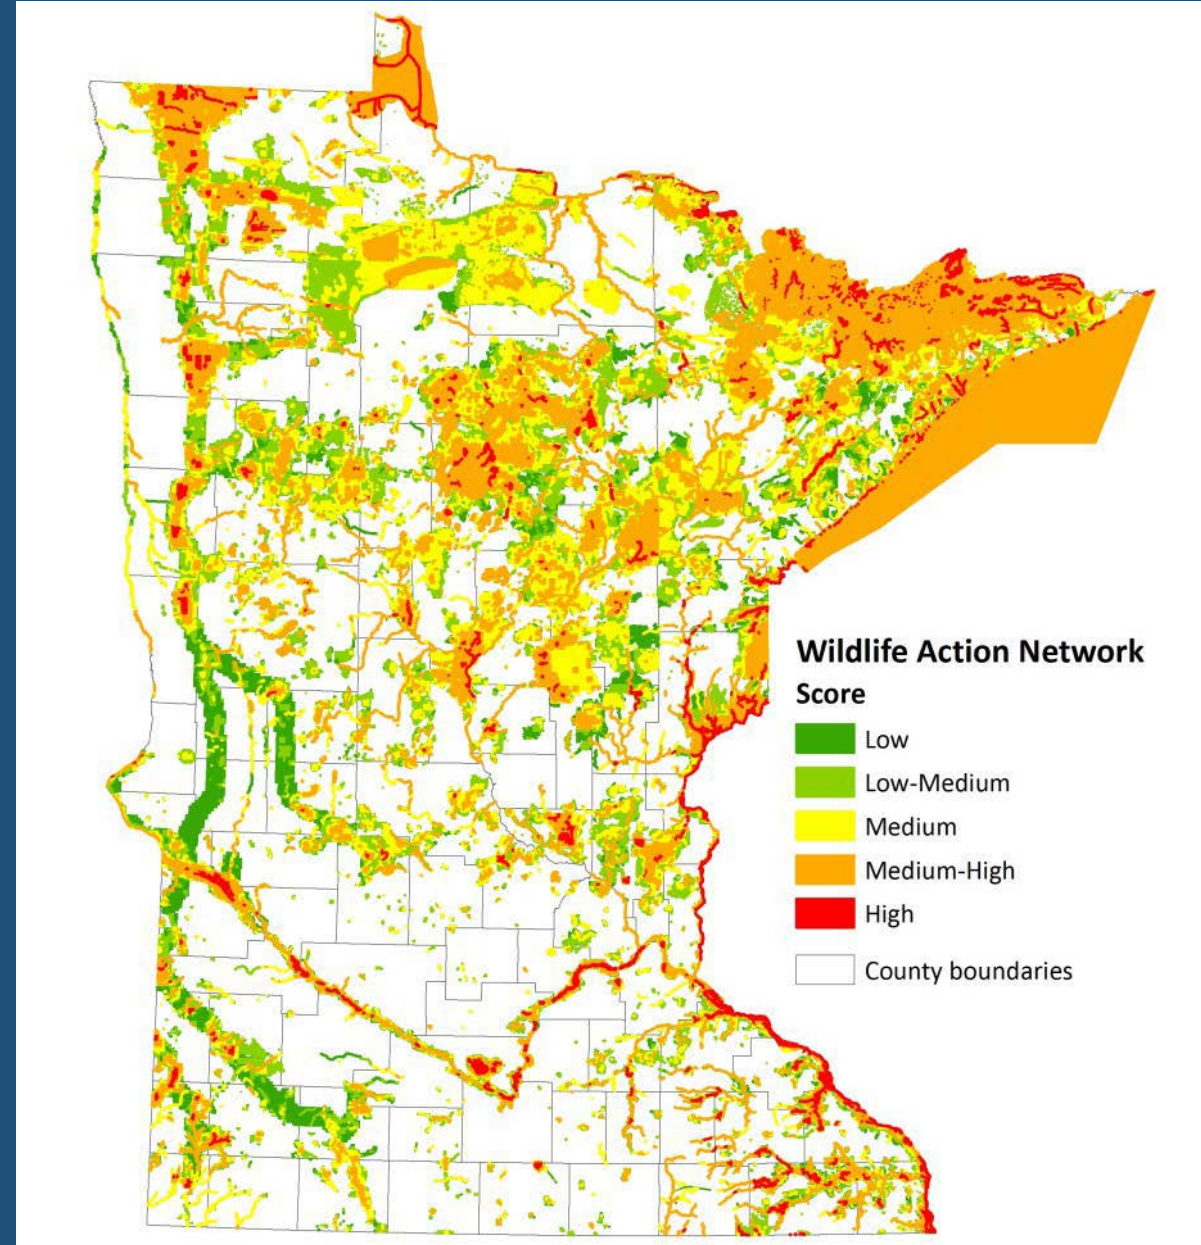 Wildlife Action Network
Score
Low
Low-Medium
Medium
Medium-High
High
County boundaries